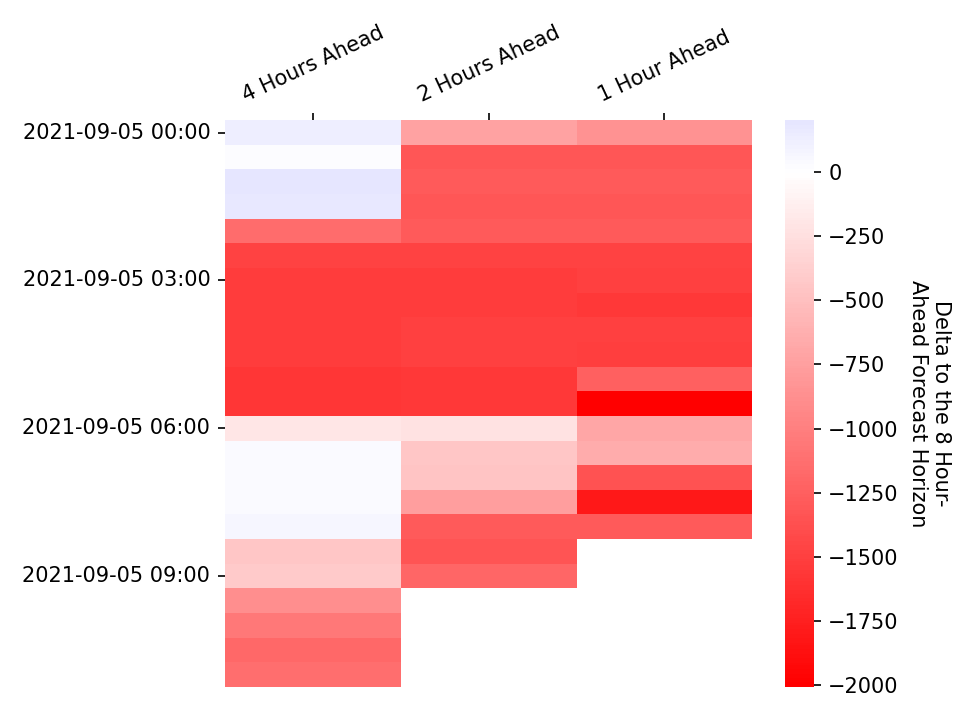 4 Hours Ahead
2 Hours Ahead
1 Hour Ahead
2021-09-05 00:00
2021-09-05 03:00
2021-09-05 06:00
2021-09-05 09:00
0
−250
−500
−750
−1000
−1250
−1500
−1750
−2000
Delta to the 8 Hour-
Ahead Forecast Horizon